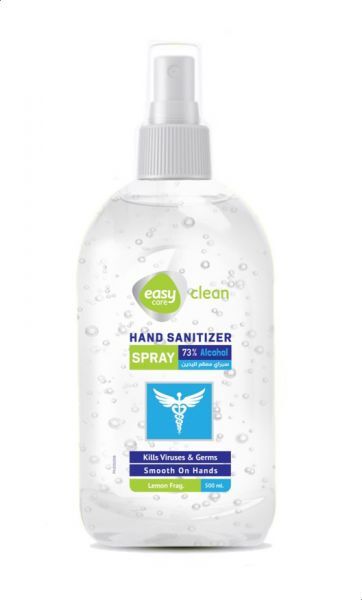 easy care clean
HAND SANITIZER
SPRAY 73% Alcohol
سبراي معقم لليدين
Kills Viruses & Germs
Smooth On Hands
Lemon Frag. 500 ml.